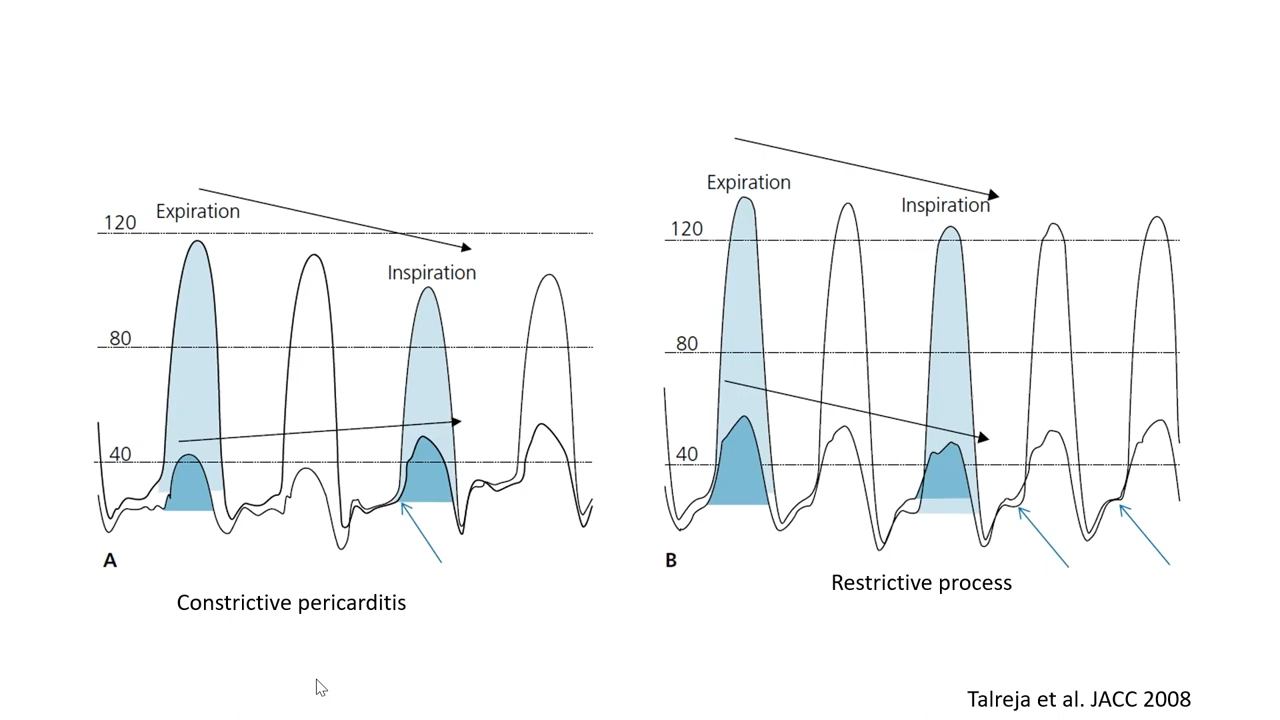 Expiration
120
Inspiration
80
40
A
Constrictive pericarditis
Expiration
Inspiration
120
80
40
B
Restrictive process
Talreja et al. JACC 2008